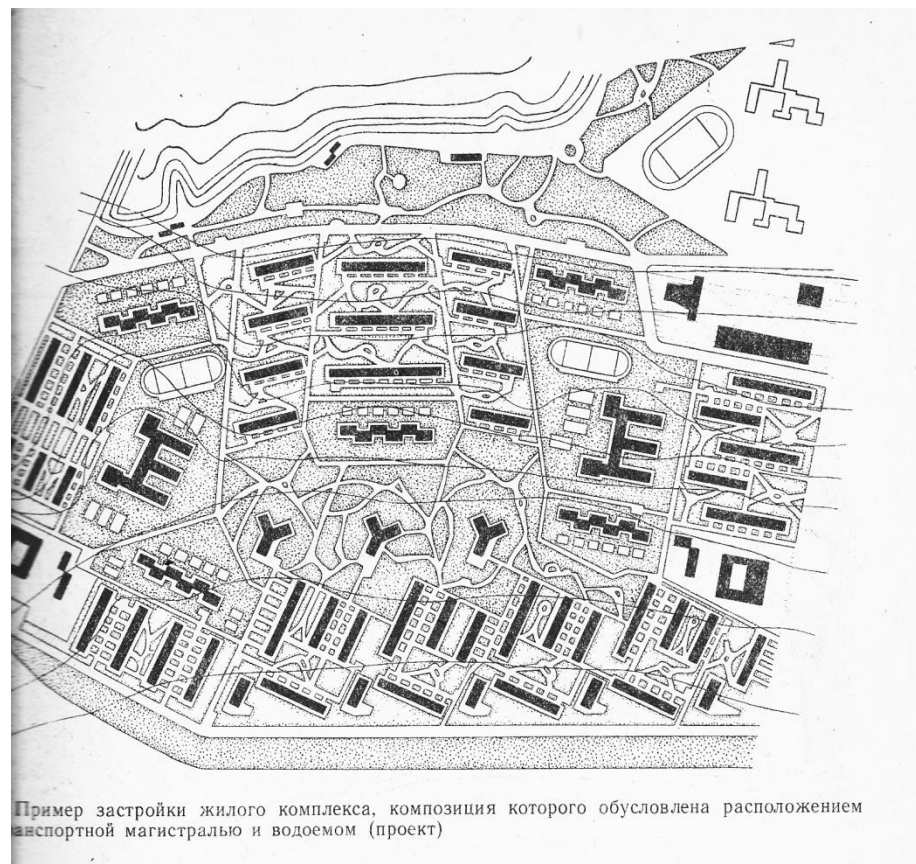 Пример застройки жилого комплекса, композиция которого обусловлена расположением
анспортной магистралью и водоемом (проект)